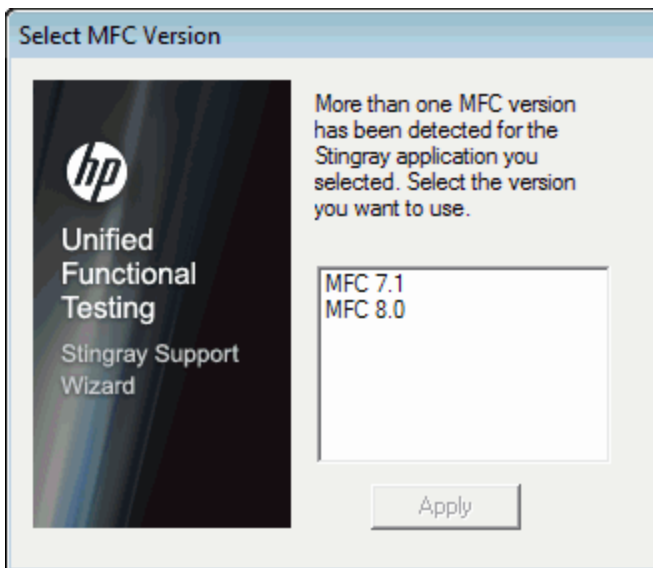 Select MFC Version
hp
Unified
Functional
Testing
Stingray Support
Wizard
More than one MFC version
has been detected for the
Stingray application you
selected. Select the version
you want to use.
MFC 7.1
MFC 8.0
Apply